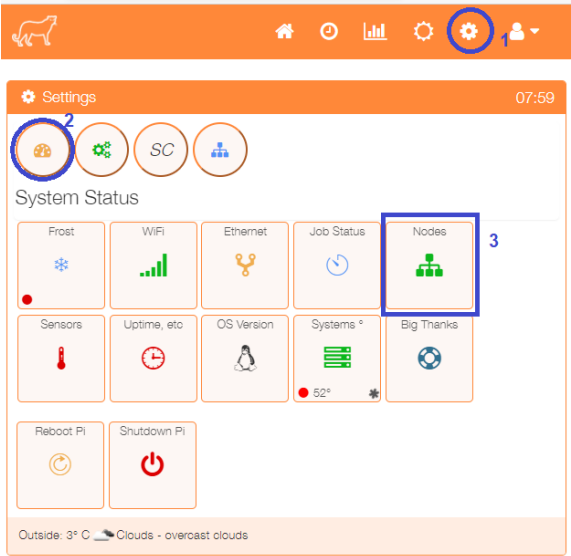 1
Settings
07:59
2
SC
System Status
Frost
WiFi
Ethernet
Job Status
Nodes
3
Sensors
Uptime, etc
OS Version
Systems °
Big Thanks
52°
Reboot Pi
Shutdown Pi
Outside: 3° C Clouds - overcast clouds